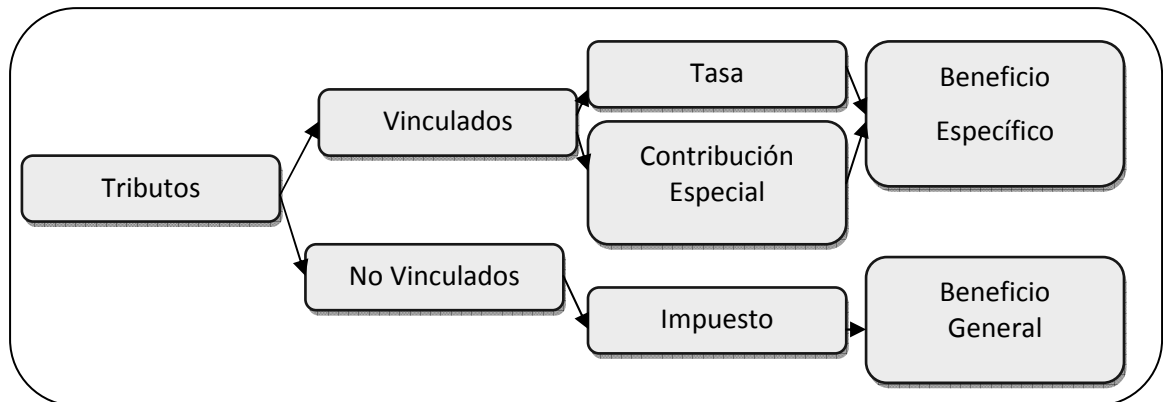 Tributos
Vinculados
No Vinculados
Tasa
Contribución
Especial
Impuesto
Beneficio
Específico
Beneficio
General